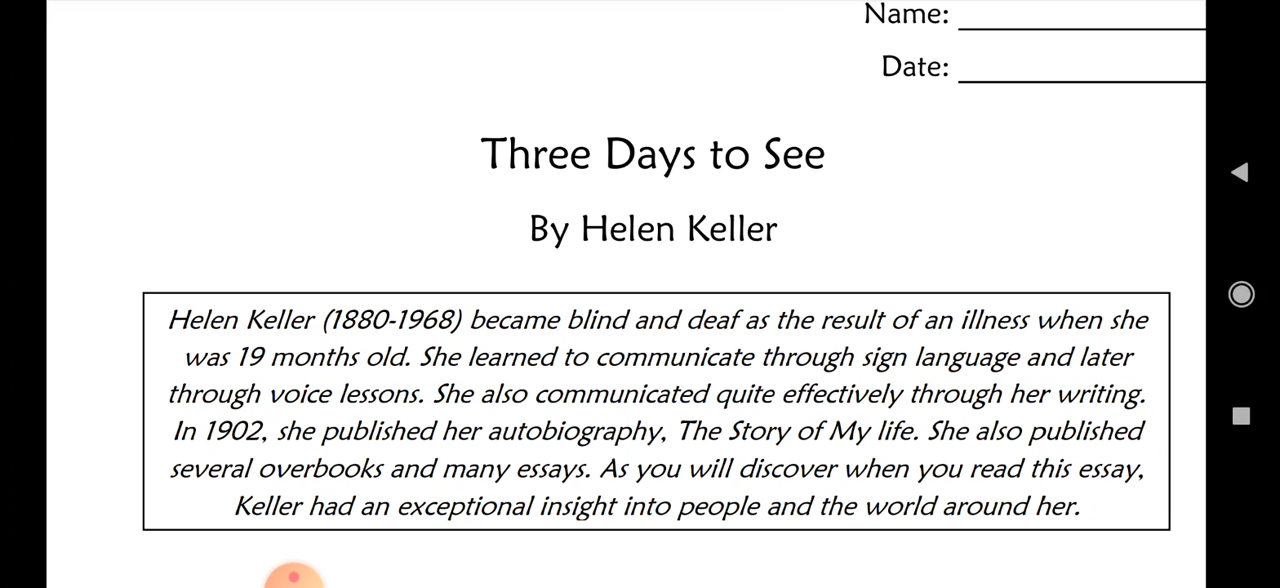 Name:
Date:
Three Days to See
By Helen Keller
Helen Keller (1880-1968) became blind and deaf as the result of an illness when she
was 19 months old. She learned to communicate through sign language and later
through voice lessons. She also communicated quite effectively through her writing.
In 1902, she published her autobiography, The Story of My life. She also published
several overbooks and many essays. As you will discover when you read this essay,
Keller had an exceptional insight into people and the world around her.